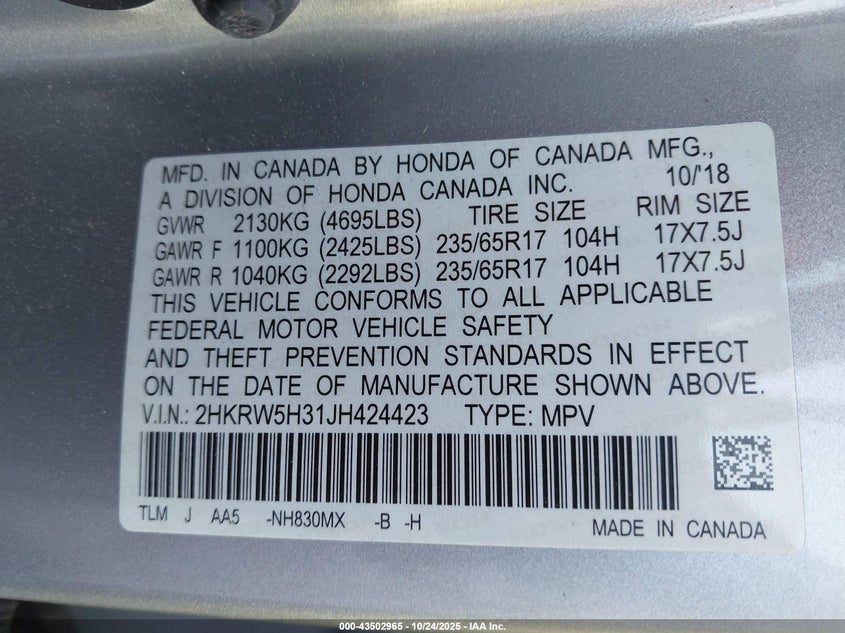 MFD. IN CANADA BY HONDA OF CANADA MFG.,
A DIVISION OF HONDA CANADA INC. 10/'18
GVWR 2130KG (4695LBS) TIRE SIZE RIM SIZE
GAWR F 1100KG (2425LBS) 235/65R17 104H 17X7.5J
GAWR R 1040KG (2292LBS) 235/65R17 104H 17X7.5J
THIS VEHICLE CONFORMS TO ALL APPLICABLE
FEDERAL MOTOR VEHICLE SAFETY
AND THEFT PREVENTION STANDARDS IN EFFECT
ON THE DATE OF MANUFACTURE SHOWN ABOVE.
V.I.N.: 2HKRW5H31JH424423 TYPE: MPV
TLM J AA5 -NH830MX -B -H
MADE IN CANADA
000-43502965 - 10/24/2025 - IAA Inc.